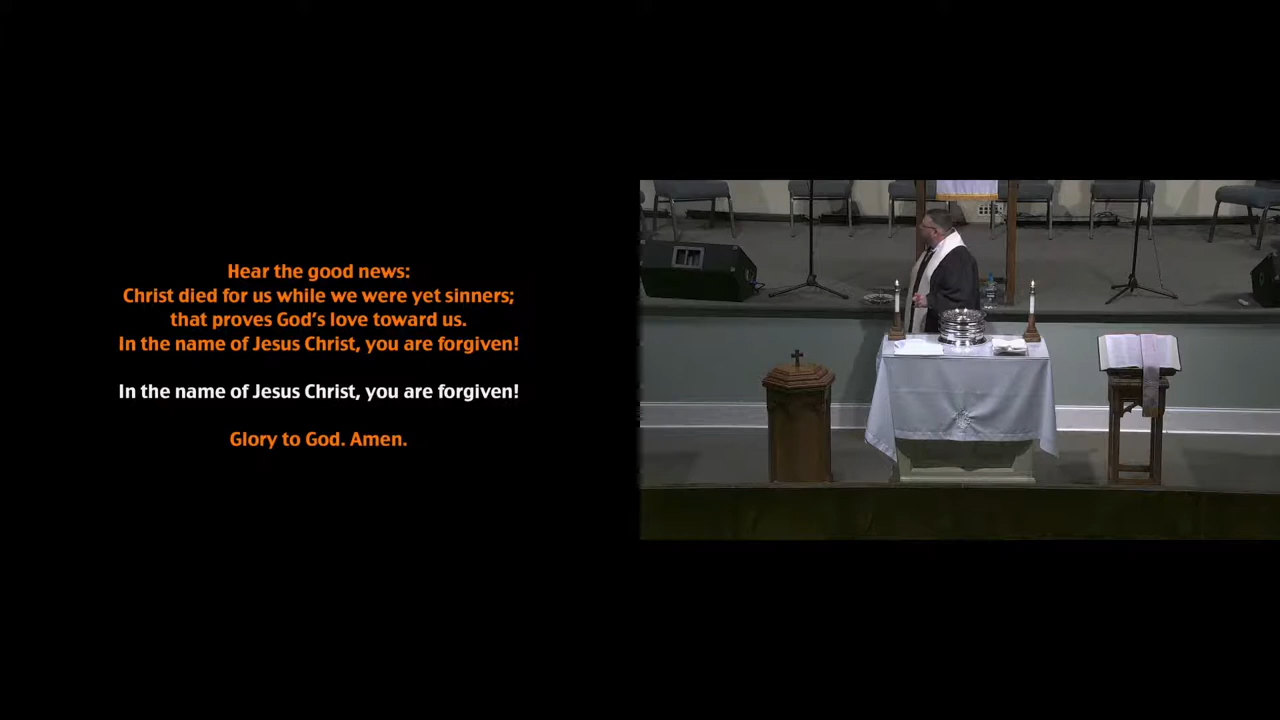 Hear the good news:
Christ died for us while we were yet sinners;
that proves God's love toward us.
In the name of Jesus Christ, you are forgiven!
In the name of Jesus Christ, you are forgiven!
Glory to God. Amen.